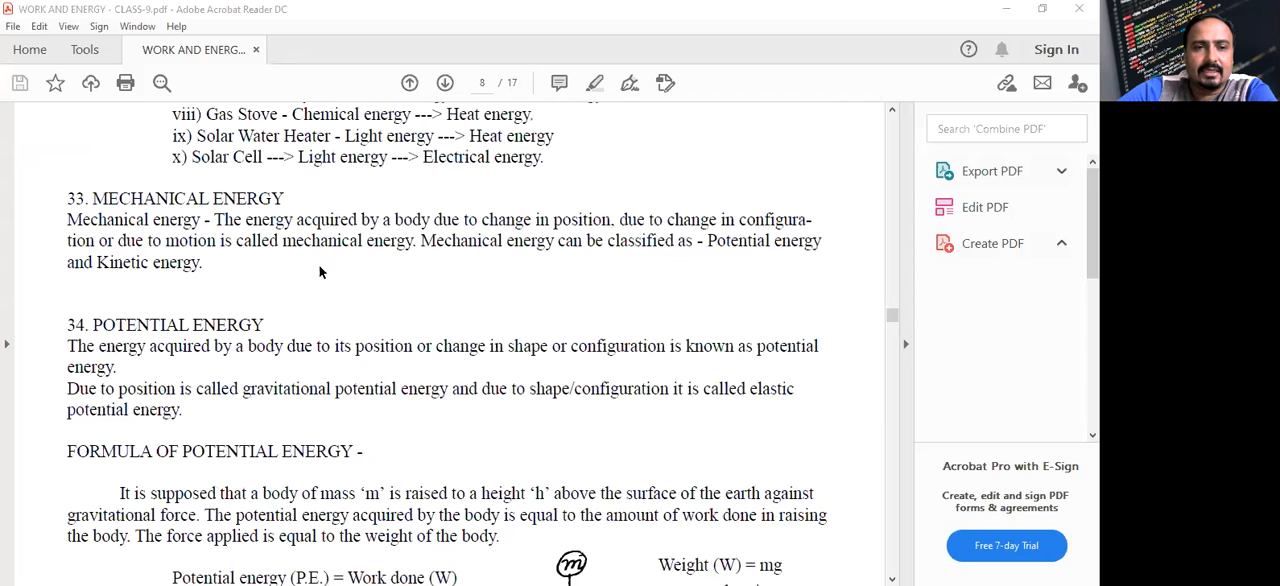 WORK AND ENERGY - CLASS-9.pdf - Adobe Acrobat Reader DC
File Edit View Sign Window Help
Home Tools WORK AND ENERG... × Sign In
8 / 17
viii) Gas Stove - Chemical energy ---> Heat energy.
ix) Solar Water Heater - Light energy ---> Heat energy
x) Solar Cell ---> Light energy ---> Electrical energy.
33. MECHANICAL ENERGY
Mechanical energy - The energy acquired by a body due to change in position, due to change in configura-
tion or due to motion is called mechanical energy. Mechanical energy can be classified as - Potential energy
and Kinetic energy.
34. POTENTIAL ENERGY
The energy acquired by a body due to its position or change in shape or configuration is known as potential
energy.
Due to position is called gravitational potential energy and due to shape/configuration it is called elastic
potential energy.
FORMULA OF POTENTIAL ENERGY -
It is supposed that a body of mass ‘m’ is raised to a height ‘h’ above the surface of the earth against
gravitational force. The potential energy acquired by the body is equal to the amount of work done in raising
the body. The force applied is equal to the weight of the body.
m
Weight (W) = mg
Potential energy (P.E.) = Work done (W)
Search 'Combine PDF'
Export PDF
Edit PDF
Create PDF
Acrobat Pro with E-Sign
Create, edit and sign PDF
forms & agreements
Free 7-day Trial